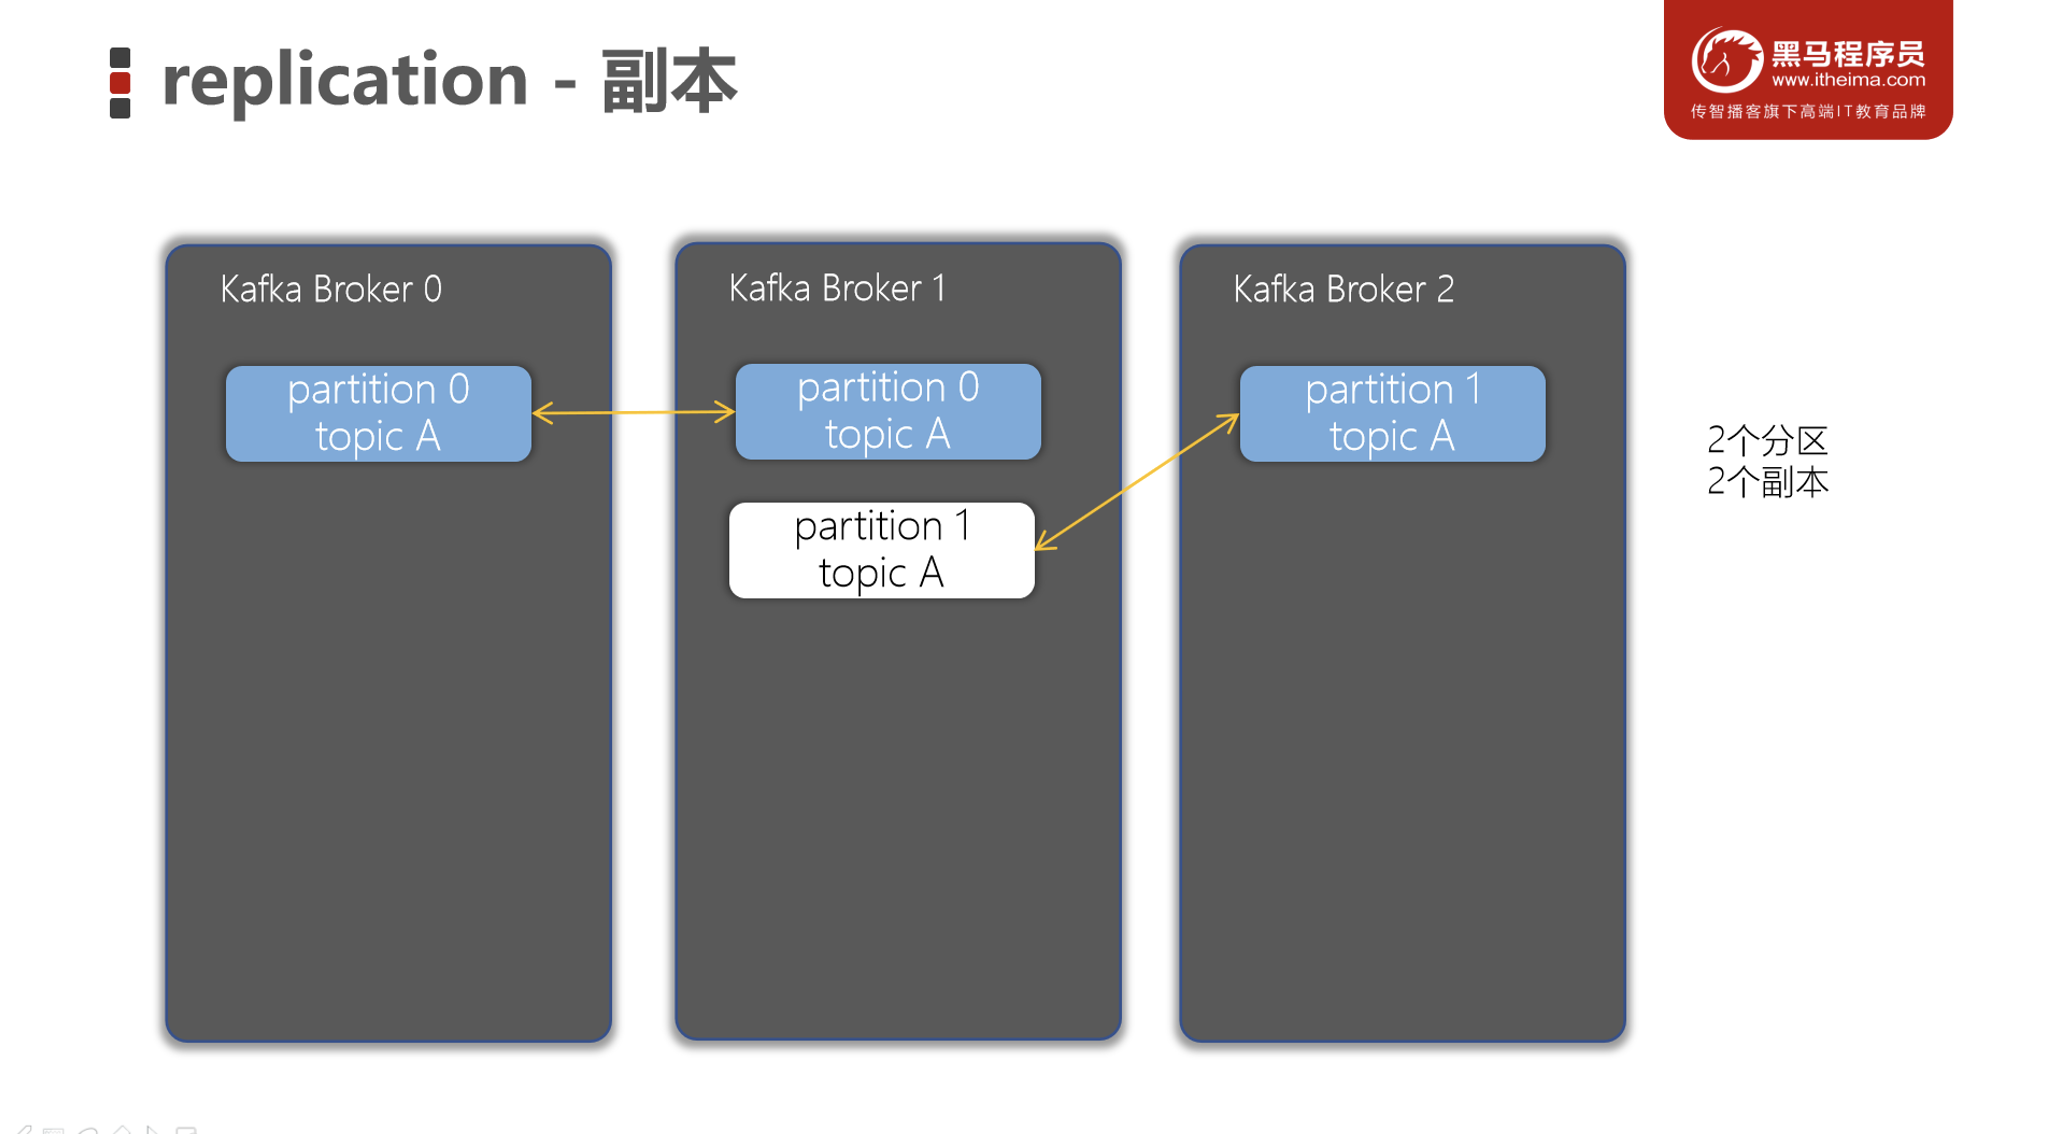 replication - 副本
黑马程序员
www.itheima.com
传智播客旗下高端IT教育品牌
Kafka Broker 0
partition 0
topic A
Kafka Broker 1
partition 0
topic A
partition 1
topic A
Kafka Broker 2
partition 1
topic A
2个分区
2个副本